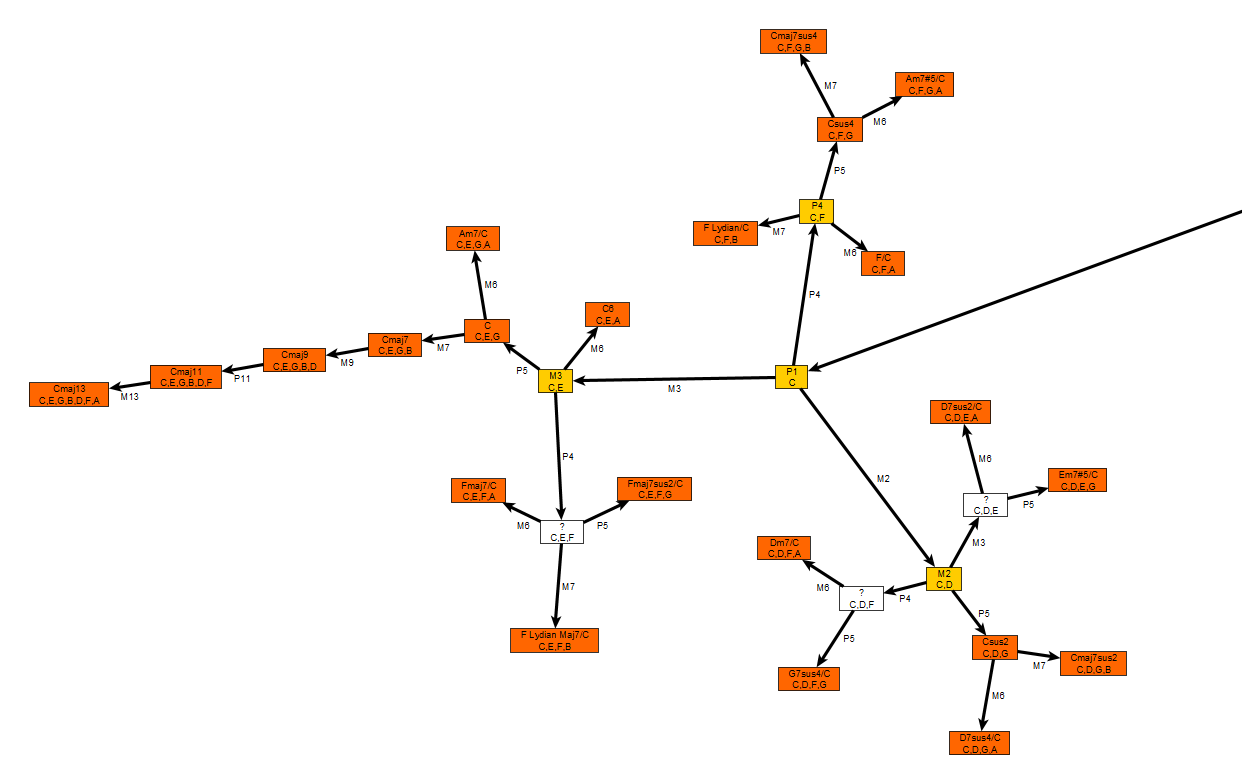 Cmaj7sus4
C,F,G,B
M7
Am7#5/C
C,F,G,A
M6
Csus4
C,F,G
P5
P4
C,F
F Lydian/C
C,F,B
M7
M6
F/C
C,F,A
P4
Am7/C
C,E,G,A
M6
C6
C,E,A
M6
C
C,E,G
Cmaj7
C,E,G,B
M7
Cmaj9
C,E,G,B,D
M9
Cmaj11
C,E,G,B,D,F
P11
Cmaj13
C,E,G,B,D,F,A
M13
P5
M3
C,E
M3
P1
C
D7sus2/C
C,D,E,A
M6
Em7#5/C
C,D,E,G
P5
?
C,D,E
M3
M2
P4
Fmaj7/C
C,E,F,A
M6
Fmaj7sus2/C
C,E,F,G
P5
?
C,E,F
M7
F Lydian Maj7/C
C,E,F,B
Dm7/C
C,D,F,A
M6
?
C,D,F
P4
M2
C,D
P5
P5
G7sus4/C
C,D,F,G
Csus2
C,D,G
M7
Cmaj7sus2
C,D,G,B
M6
D7sus4/C
C,D,G,A